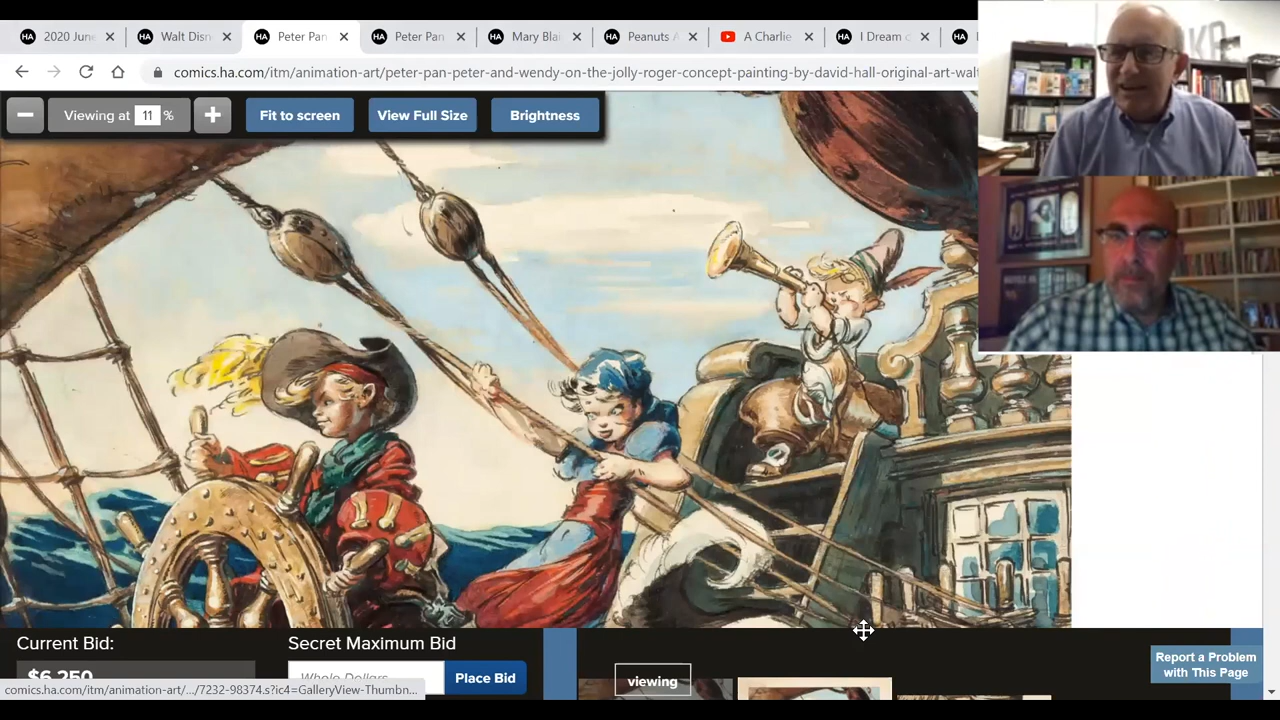 2020 June
Walt Disn
Peter Pan
Peter Pan
Mary Blai
Peanuts A
A Charlie
I Dream o
comics.ha.com/itm/animation-art/peter-pan-peter-and-wendy-on-the-jolly-roger-concept-painting-by-david-hall-original-art-walt
Viewing at 11 %
Fit to screen
View Full Size
Brightness
Current Bid:
$6,250
Secret Maximum Bid
Whole Dollars
Place Bid
viewing
Report a Problem
with This Page
comics.ha.com/itm/animation-art/.../7232-98374.s?ic4=GalleryView-Thumbn...